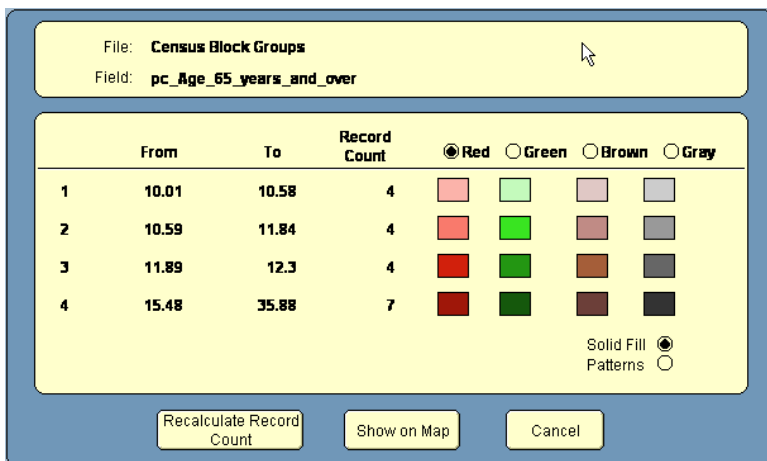 File: Census Block Groups
Field: pc_Age_65_years_and_over
From To Record Count Red Green Brown Gray
1 10.01 10.58 4
2 10.59 11.84 4
3 11.89 12.3 4
4 15.48 35.88 7
Solid Fill
Patterns
Recalculate Record Count Show on Map Cancel